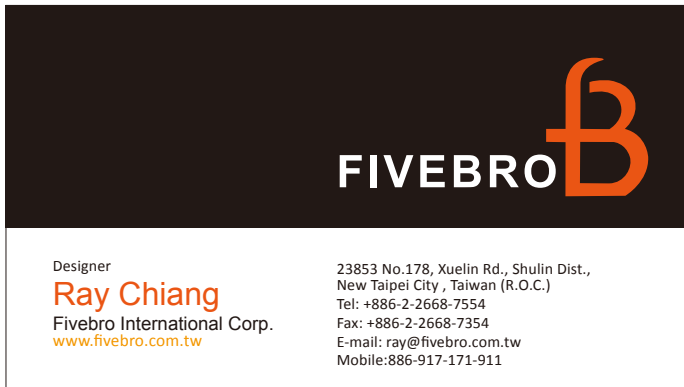 FIVEBRO
Designer
Ray Chiang
Fivebro International Corp.
www.fivebro.com.tw
23853 No.178, Xuelin Rd., Shulin Dist.,
New Taipei City , Taiwan (R.O.C.)
Tel: +886-2-2668-7554
Fax: +886-2-2668-7354
E-mail: ray@fivebro.com.tw
Mobile:886-917-171-911